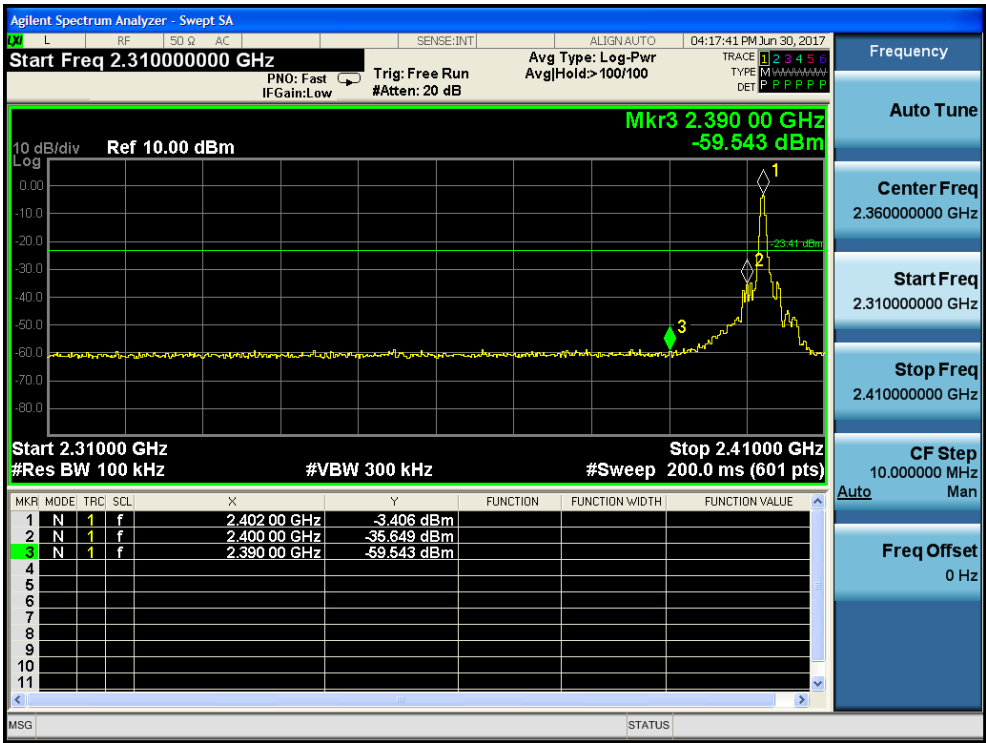 Agilent Spectrum Analyzer - Swept SA
LXI L RF 50 Ω AC SENSE:INT ALIGN AUTO 04:17:41 PM Jun 30, 2017
Start Freq 2.310000000 GHz
PNO: Fast
IFGain:Low
Trig: Free Run
#Atten: 20 dB
Avg Type: Log-Pwr
Avg|Hold:>100/100
TRACE 1 2 3 4 5 6
TYPE M W W W W W
DET P P P P P P
Mkr3 2.390 00 GHz
-59.543 dBm
10 dB/div Ref 10.00 dBm
Log
0.00
-10.0
-20.0
-30.0
-40.0
-50.0
-60.0
-70.0
-80.0
1
-23.41 dBm
2
3
Start 2.31000 GHz Stop 2.41000 GHz
#Res BW 100 kHz #VBW 300 kHz #Sweep 200.0 ms (601 pts)
MKR MODE TRC SCL X Y FUNCTION FUNCTION WIDTH FUNCTION VALUE
1 N 1 f 2.402 00 GHz -3.406 dBm
2 N 1 f 2.400 00 GHz -35.649 dBm
3 N 1 f 2.390 00 GHz -59.543 dBm
4
5
6
7
8
9
10
11
MSG STATUS
Frequency
Auto Tune
Center Freq
2.360000000 GHz
Start Freq
2.310000000 GHz
Stop Freq
2.410000000 GHz
CF Step
10.000000 MHz
Auto Man
Freq Offset
0 Hz